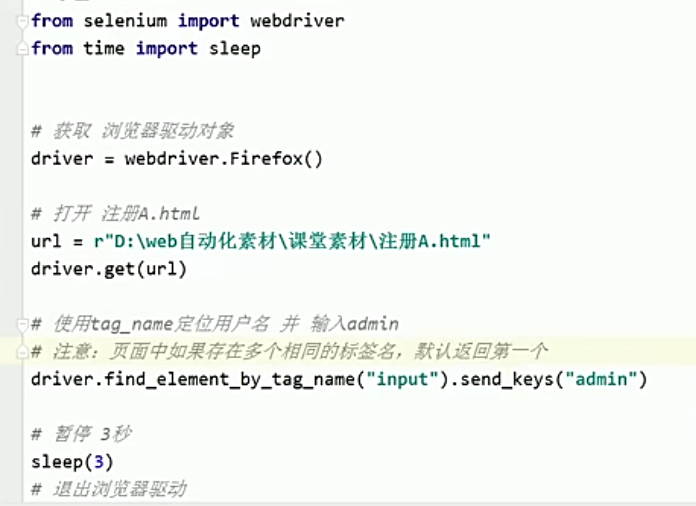 from selenium import webdriver
from time import sleep
# 获取 浏览器驱动对象
driver = webdriver.Firefox()
# 打开 注册A.html
url = r"D:\web自动化素材\课堂素材\注册A.html"
driver.get(url)
# 使用tag_name定位用户名 并 输入admin
# 注意：页面中如果存在多个相同的标签名，默认返回第一个
driver.find_element_by_tag_name("input").send_keys("admin")
# 暂停 3秒
sleep(3)
# 退出浏览器驱动